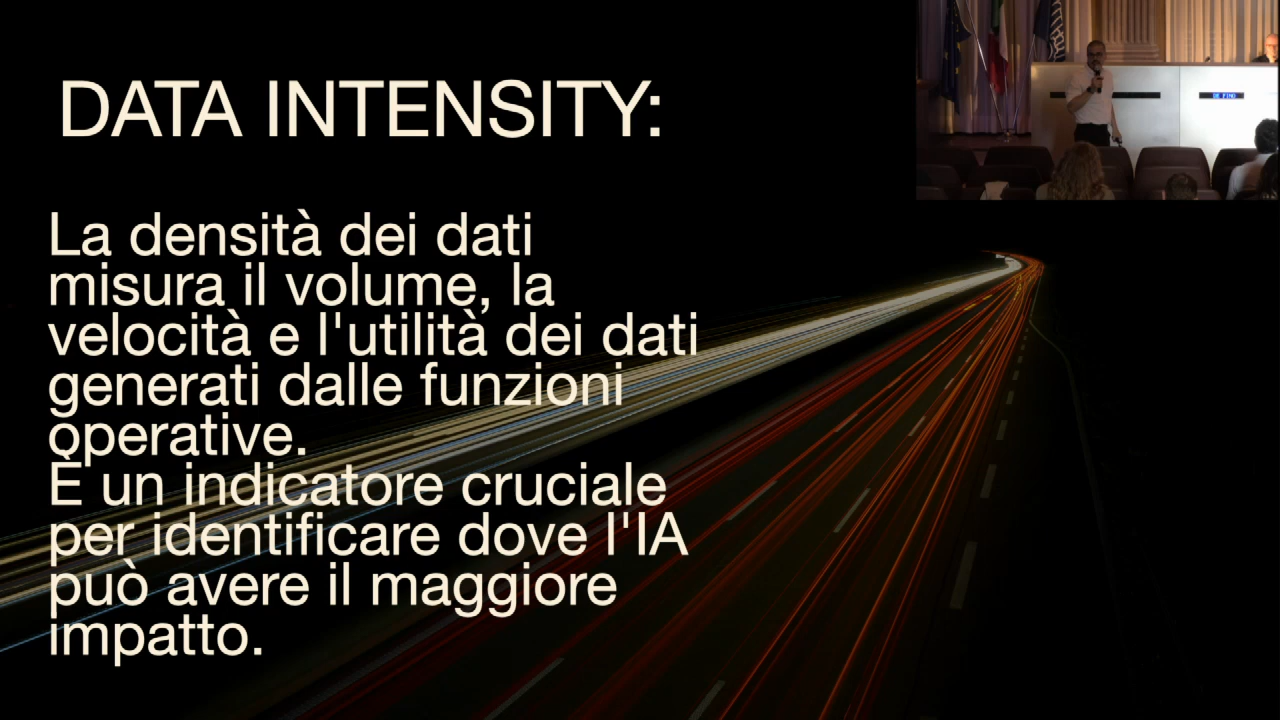 DATA INTENSITY:
La densità dei dati
misura il volume, la
velocità e l'utilità dei dati
generati dalle funzioni
operative.
È un indicatore cruciale
per identificare dove l'IA
può avere il maggiore
impatto.